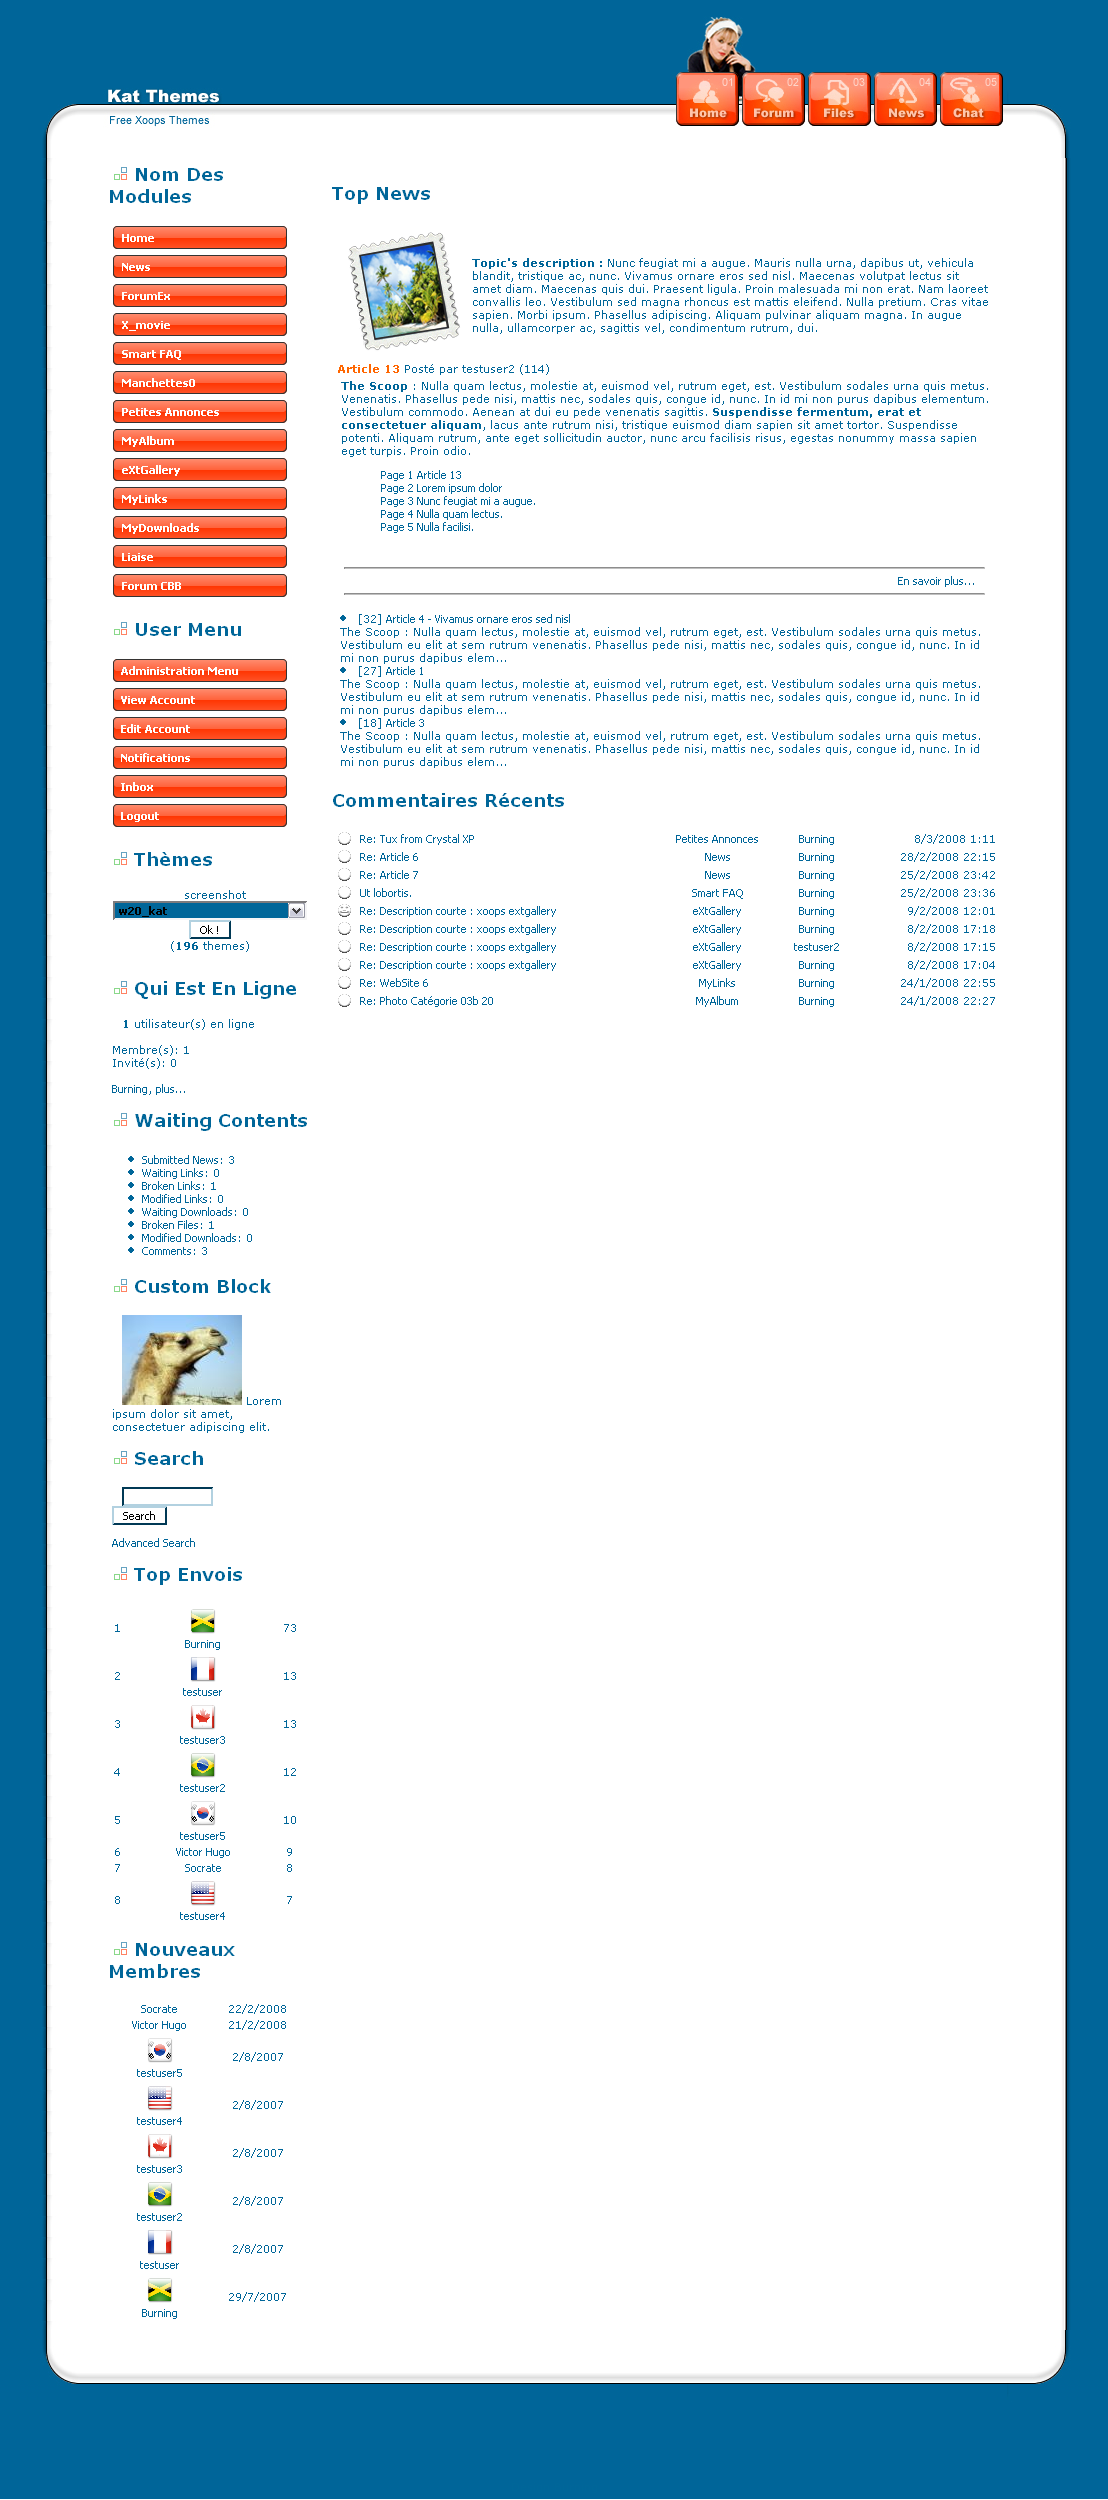 Kat Themes
Free Xoops Themes
01 02 03 04 05
Home Forum Files News Chat
Nom Des
Modules
Home
News
ForumEx
X_movie
Smart FAQ
Manchettes0
Petites Annonces
MyAlbum
eXtGallery
MyLinks
MyDownloads
Liaise
Forum CBB
User Menu
Administration Menu
View Account
Edit Account
Notifications
Inbox
Logout
Thèmes
screenshot
w20_kat
Ok !
(196 themes)
Qui Est En Ligne
1 utilisateur(s) en ligne
Membre(s): 1
Invité(s): 0
Burning, plus...
Waiting Contents
Submitted News: 3
Waiting Links: 0
Broken Links: 1
Modified Links: 0
Waiting Downloads: 0
Broken Files: 1
Modified Downloads: 0
Comments: 3
Custom Block
Lorem
ipsum dolor sit amet,
consectetuer adipiscing elit.
Search
Search
Advanced Search
Top Envois
1 Burning 73
2 testuser 13
3 testuser3 13
4 testuser2 12
5 testuser5 10
6 Victor Hugo 9
7 Socrate 8
8 testuser4 7
Nouveaux
Membres
Socrate 22/2/2008
Victor Hugo 21/2/2008
testuser5 2/8/2007
testuser4 2/8/2007
testuser3 2/8/2007
testuser2 2/8/2007
testuser 2/8/2007
Burning 29/7/2007
Top News
Topic's description : Nunc feugiat mi a augue. Mauris nulla urna, dapibus ut, vehicula
blandit, tristique ac, nunc. Vivamus ornare eros sed nisl. Maecenas volutpat lectus sit
amet diam. Maecenas quis dui. Praesent ligula. Proin malesuada mi non erat. Nam laoreet
convallis leo. Vestibulum sed magna rhoncus est mattis eleifend. Nulla pretium. Cras vitae
sapien. Morbi ipsum. Phasellus adipiscing. Aliquam pulvinar aliquam magna. In augue
nulla, ullamcorper ac, sagittis vel, condimentum rutrum, dui.
Article 13 Posté par testuser2 (114)
The Scoop : Nulla quam lectus, molestie at, euismod vel, rutrum eget, est. Vestibulum sodales urna quis metus.
Venenatis. Phasellus pede nisi, mattis nec, sodales quis, congue id, nunc. In id mi non purus dapibus elementum.
Vestibulum commodo. Aenean at dui eu pede venenatis sagittis. Suspendisse fermentum, erat et
consectetuer aliquam, lacus ante rutrum nisi, tristique euismod diam sapien sit amet tortor. Suspendisse
potenti. Aliquam rutrum, ante eget sollicitudin auctor, nunc arcu facilisis risus, egestas nonummy massa sapien
eget turpis. Proin odio.
Page 1 Article 13
Page 2 Lorem ipsum dolor
Page 3 Nunc feugiat mi a augue.
Page 4 Nulla quam lectus.
Page 5 Nulla facilisi.
En savoir plus...
[32] Article 4 - Vivamus ornare eros sed nisl
The Scoop : Nulla quam lectus, molestie at, euismod vel, rutrum eget, est. Vestibulum sodales urna quis metus.
Vestibulum eu elit at sem rutrum venenatis. Phasellus pede nisi, mattis nec, sodales quis, congue id, nunc. In id
mi non purus dapibus elem...
[27] Article 1
The Scoop : Nulla quam lectus, molestie at, euismod vel, rutrum eget, est. Vestibulum sodales urna quis metus.
Vestibulum eu elit at sem rutrum venenatis. Phasellus pede nisi, mattis nec, sodales quis, congue id, nunc. In id
mi non purus dapibus elem...
[18] Article 3
The Scoop : Nulla quam lectus, molestie at, euismod vel, rutrum eget, est. Vestibulum sodales urna quis metus.
Vestibulum eu elit at sem rutrum venenatis. Phasellus pede nisi, mattis nec, sodales quis, congue id, nunc. In id
mi non purus dapibus elem...
Commentaires Récents
Re: Tux from Crystal XP Petites Annonces Burning 8/3/2008 1:11
Re: Article 6 News Burning 28/2/2008 22:15
Re: Article 7 News Burning 25/2/2008 23:42
Ut lobortis. Smart FAQ Burning 25/2/2008 23:36
Re: Description courte : xoops extgallery eXtGallery Burning 9/2/2008 12:01
Re: Description courte : xoops extgallery eXtGallery Burning 8/2/2008 17:18
Re: Description courte : xoops extgallery eXtGallery testuser2 8/2/2008 17:15
Re: Description courte : xoops extgallery eXtGallery Burning 8/2/2008 17:04
Re: WebSite 6 MyLinks Burning 24/1/2008 22:55
Re: Photo Catégorie 03b 20 MyAlbum Burning 24/1/2008 22:27